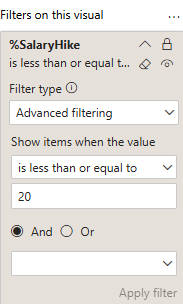 Filters on this visual ...
%SalaryHike
is less than or equal t...
Filter type
Advanced filtering
Show items when the value
is less than or equal to
20
And Or
Apply filter